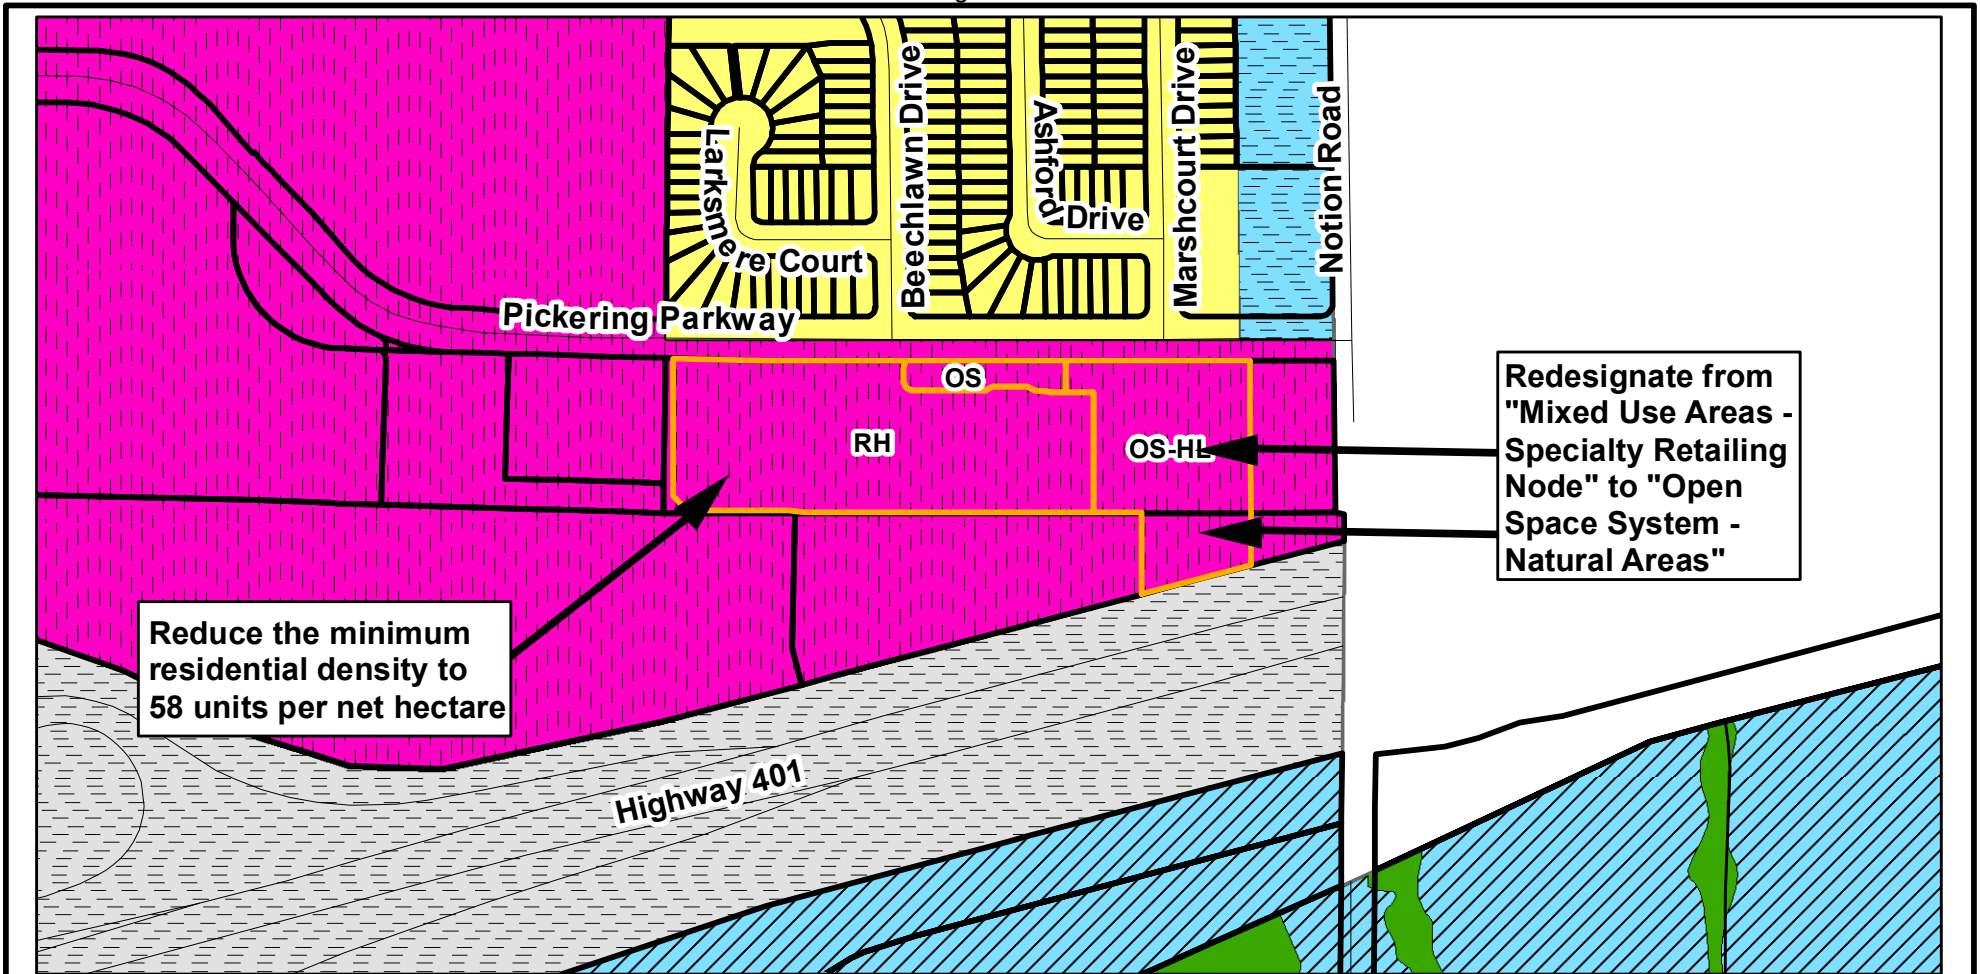 Larksmere Court
Beechlawn Drive
Ashford Drive
Marshcourt Drive
Notion Road
Pickering Parkway
OS
RH
OS-HL
Redesignate from
"Mixed Use Areas -
Specialty Retailing
Node" to "Open
Space System -
Natural Areas"
Reduce the minimum
residential density to
58 units per net hectare
Highway 401